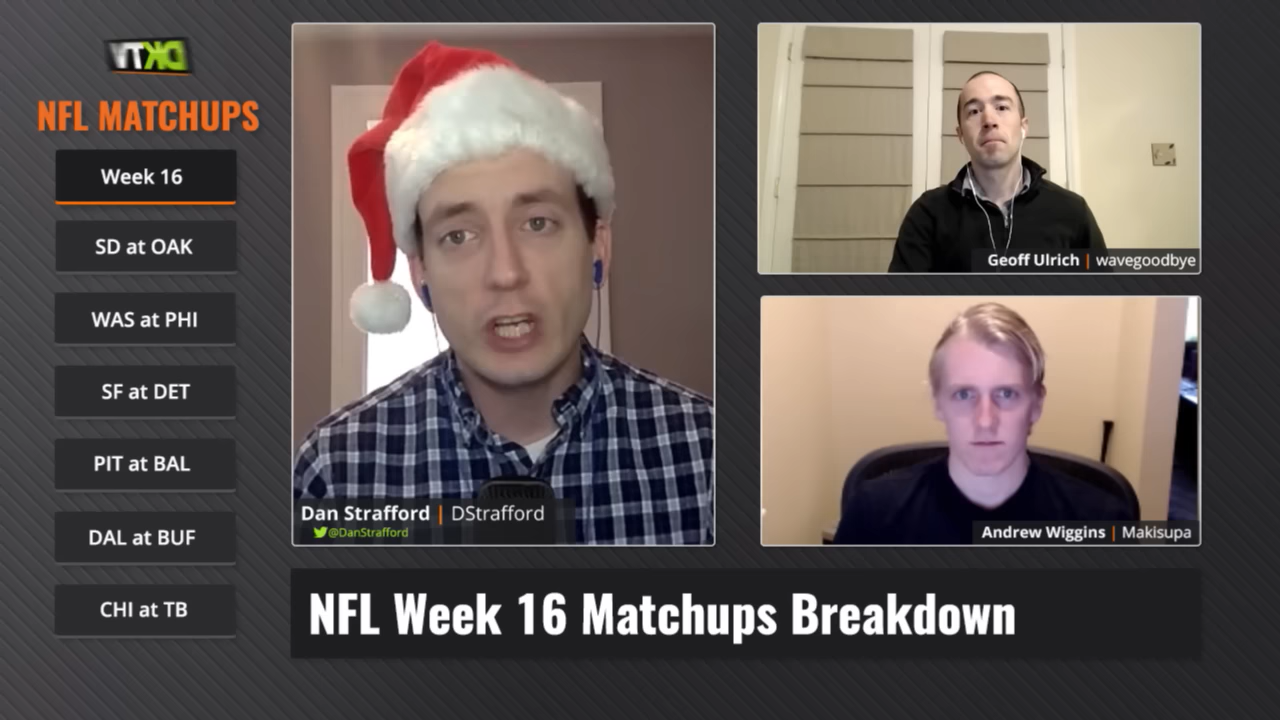 NFL MATCHUPS
Week 16
SD at OAK
WAS at PHI
SF at DET
PIT at BAL
DAL at BUF
CHI at TB
Dan Strafford | DStrafford
@DanStrafford
Geoff Ulrich | wavegoodbye
Andrew Wiggins | Makisupa
NFL Week 16 Matchups Breakdown